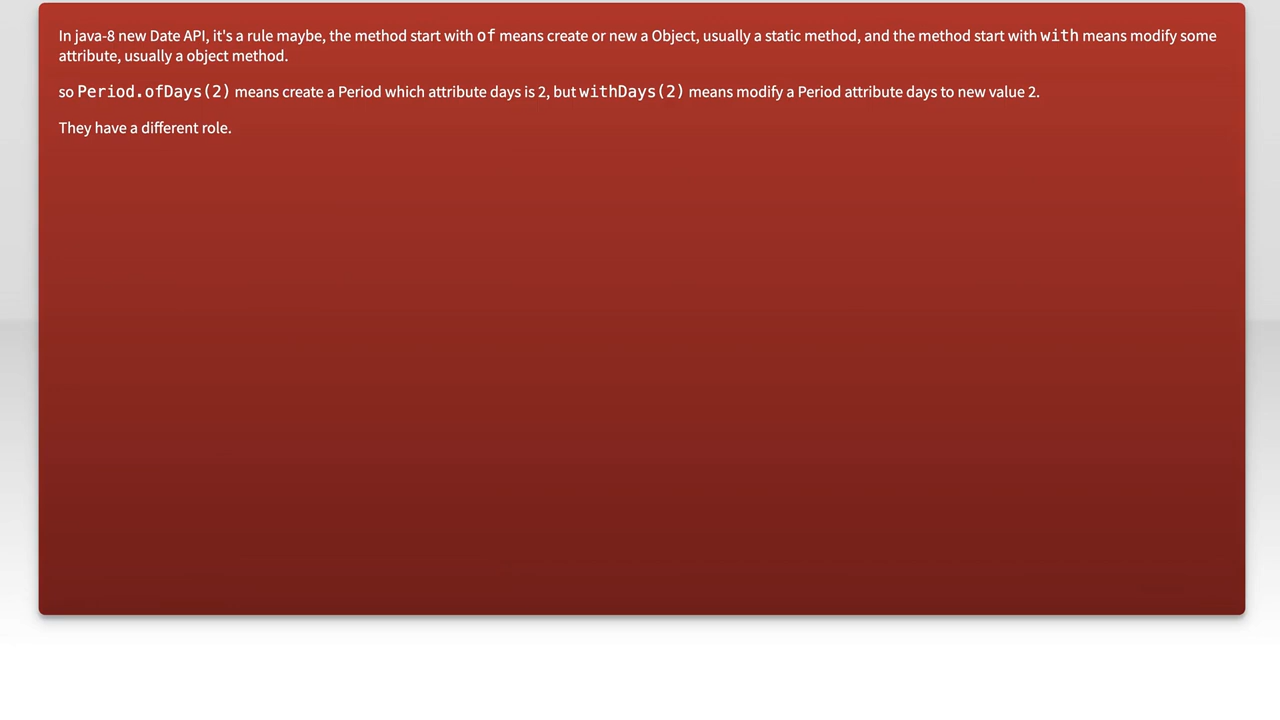 In java-8 new Date API, it's a rule maybe, the method start with of means create or new a Object, usually a static method, and the method start with with means modify some
attribute, usually a object method.
so Period.ofDays(2) means create a Period which attribute days is 2, but withDays(2) means modify a Period attribute days to new value 2.
They have a different role.